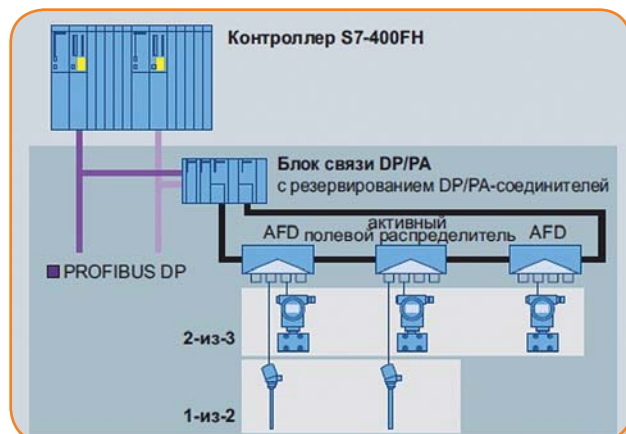 Контроллер S7-400FH
Блок связи DP/PA
с резервированием DP/PA-соединителей
активный
AFD полевой распределитель AFD
PROFIBUS DP
2-из-3
1-из-2